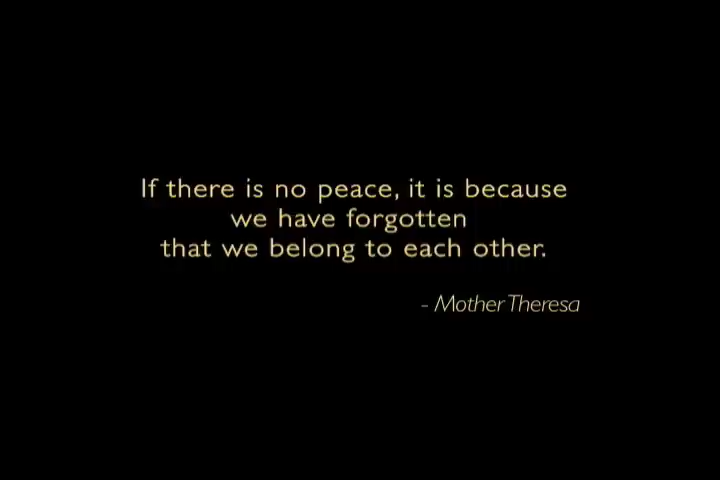 If there is no peace, it is because
we have forgotten
that we belong to each other.
- Mother Theresa